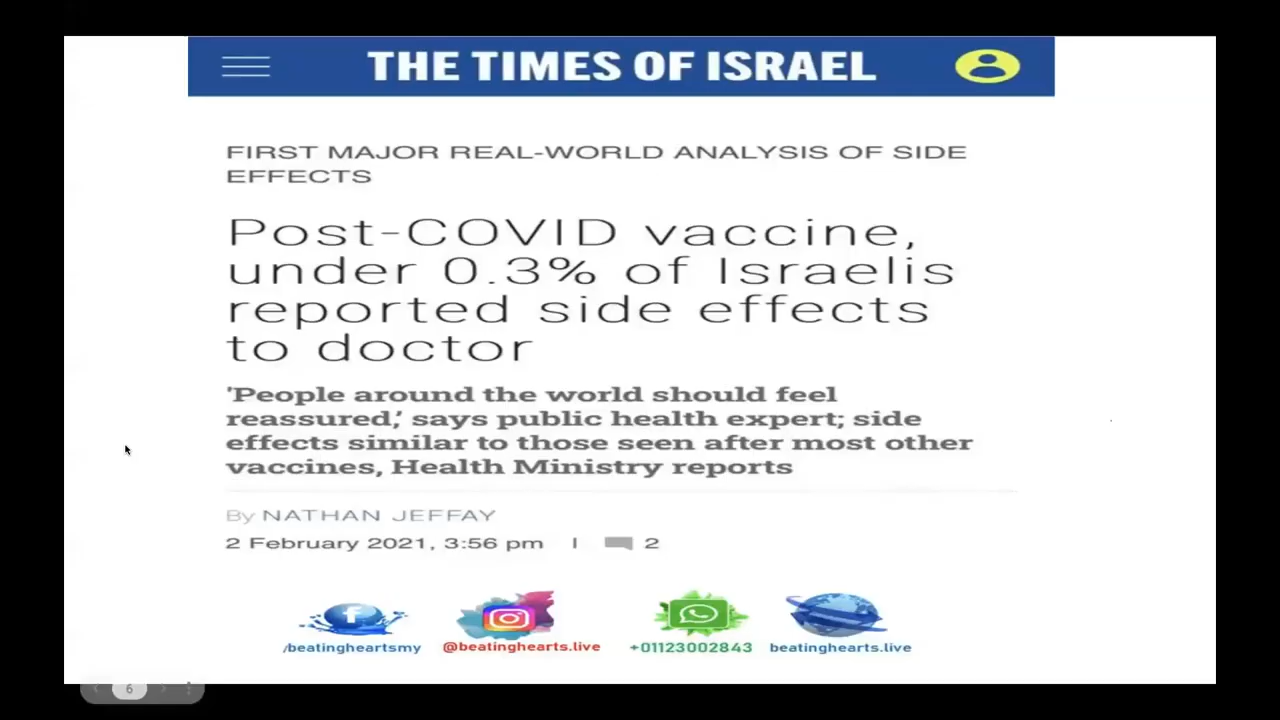 THE TIMES OF ISRAEL
FIRST MAJOR REAL-WORLD ANALYSIS OF SIDE
EFFECTS
Post-COVID vaccine,
under 0.3% of Israelis
reported side effects
to doctor
'People around the world should feel
reassured,' says public health expert; side
effects similar to those seen after most other
vaccines, Health Ministry reports
By NATHAN JEFFAY
2 February 2021, 3:56 pm | 2
f
/beatingheartsmy @beatinghearts.live +01123002843 beatinghearts.live
6